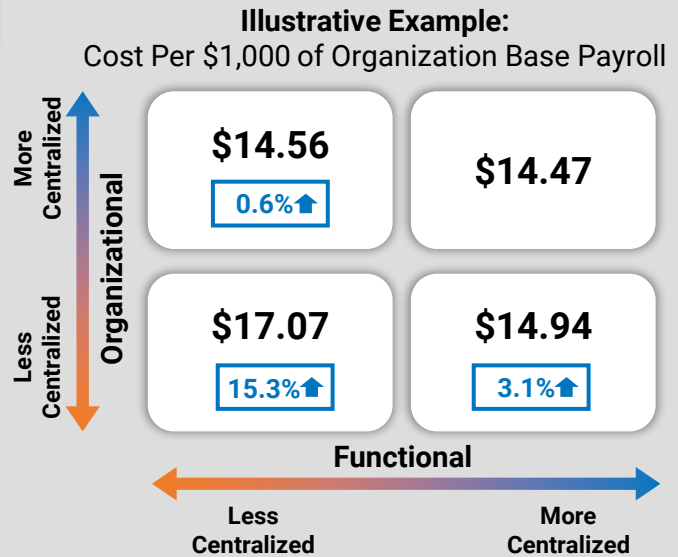 Illustrative Example:
Cost Per $1,000 of Organization Base Payroll
More
Centralized
Organizational
Less
Centralized
$14.56
0.6%
$14.47
$17.07
15.3%
$14.94
3.1%
Functional
Less
Centralized
More
Centralized